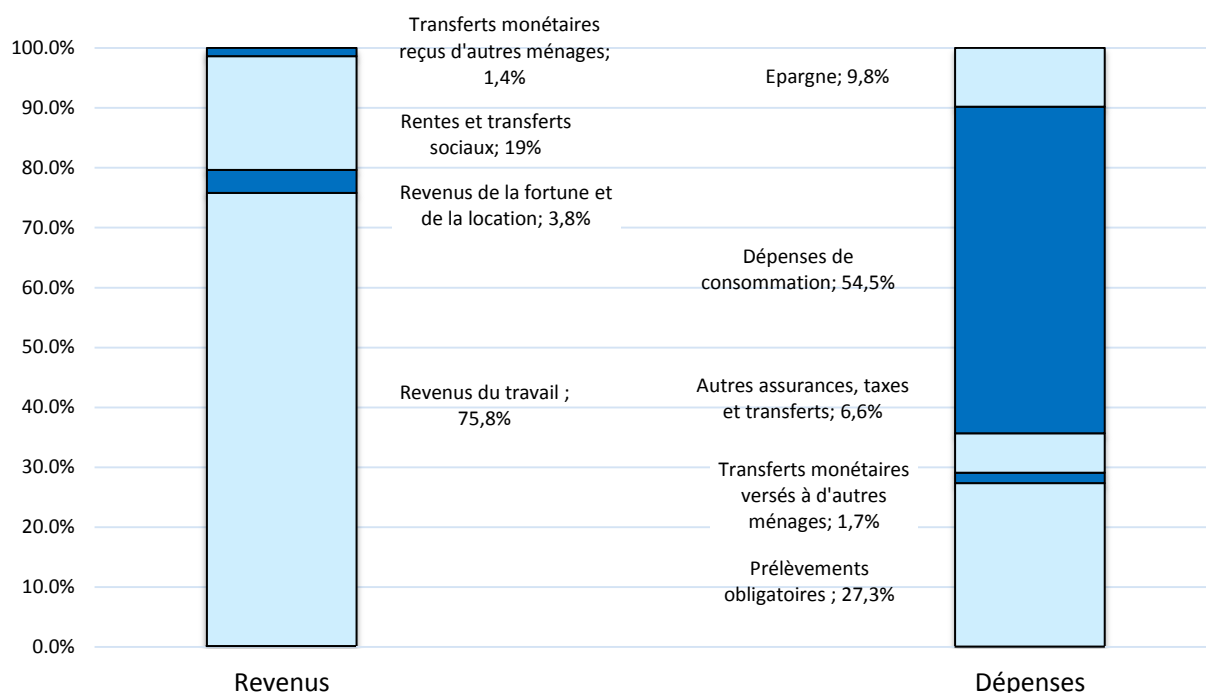 100.0%
90.0%
80.0%
70.0%
60.0%
50.0%
40.0%
30.0%
20.0%
10.0%
0.0%
Transferts monétaires
reçus d'autres ménages;
1,4%
Rentes et transferts
sociaux; 19%
Revenus de la fortune et
de la location; 3,8%
Revenus du travail ;
75,8%
Epargne; 9,8%
Dépenses de
consommation; 54,5%
Autres assurances, taxes
et transferts; 6,6%
Transferts monétaires
versés à d'autres
ménages; 1,7%
Prélèvements
obligatoires ; 27,3%
Revenus
Dépenses